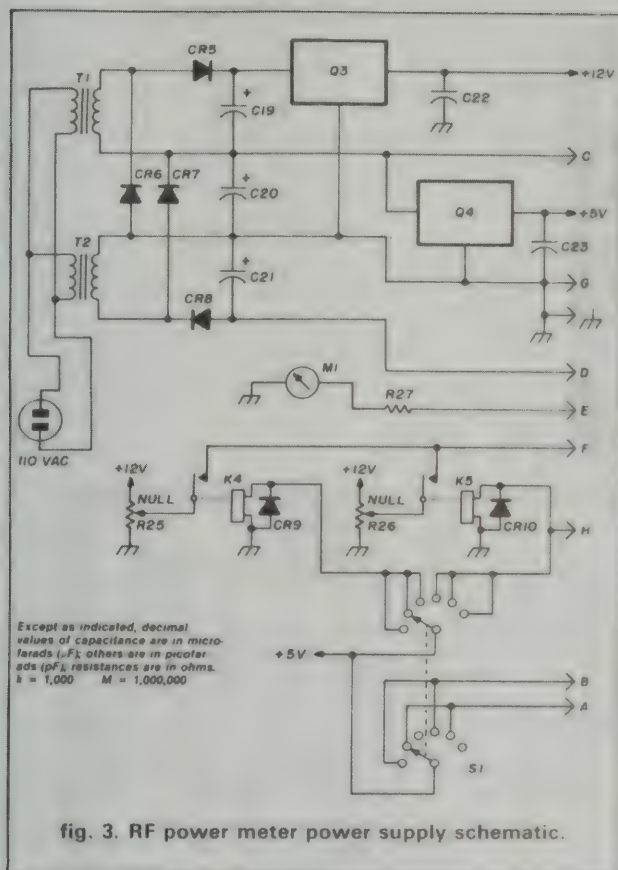 T1
CR5
+
C19
Q3
+12V
C22
C
CR6 CR7
+
C20
Q4
+5V
T2
+
C21
C23
G
CR8
D
110 VAC
M1
R27
E
F
+12V
NULL
R25
K4
CR9
+12V
NULL
R26
K5
CR10
H
Except as indicated, decimal
values of capacitance are in micro-
farads (µF); others are in picofar
ads (pF); resistances are in ohms.
k = 1,000 M = 1,000,000
+5V
B
A
S1
fig. 3. RF power meter power supply schematic.